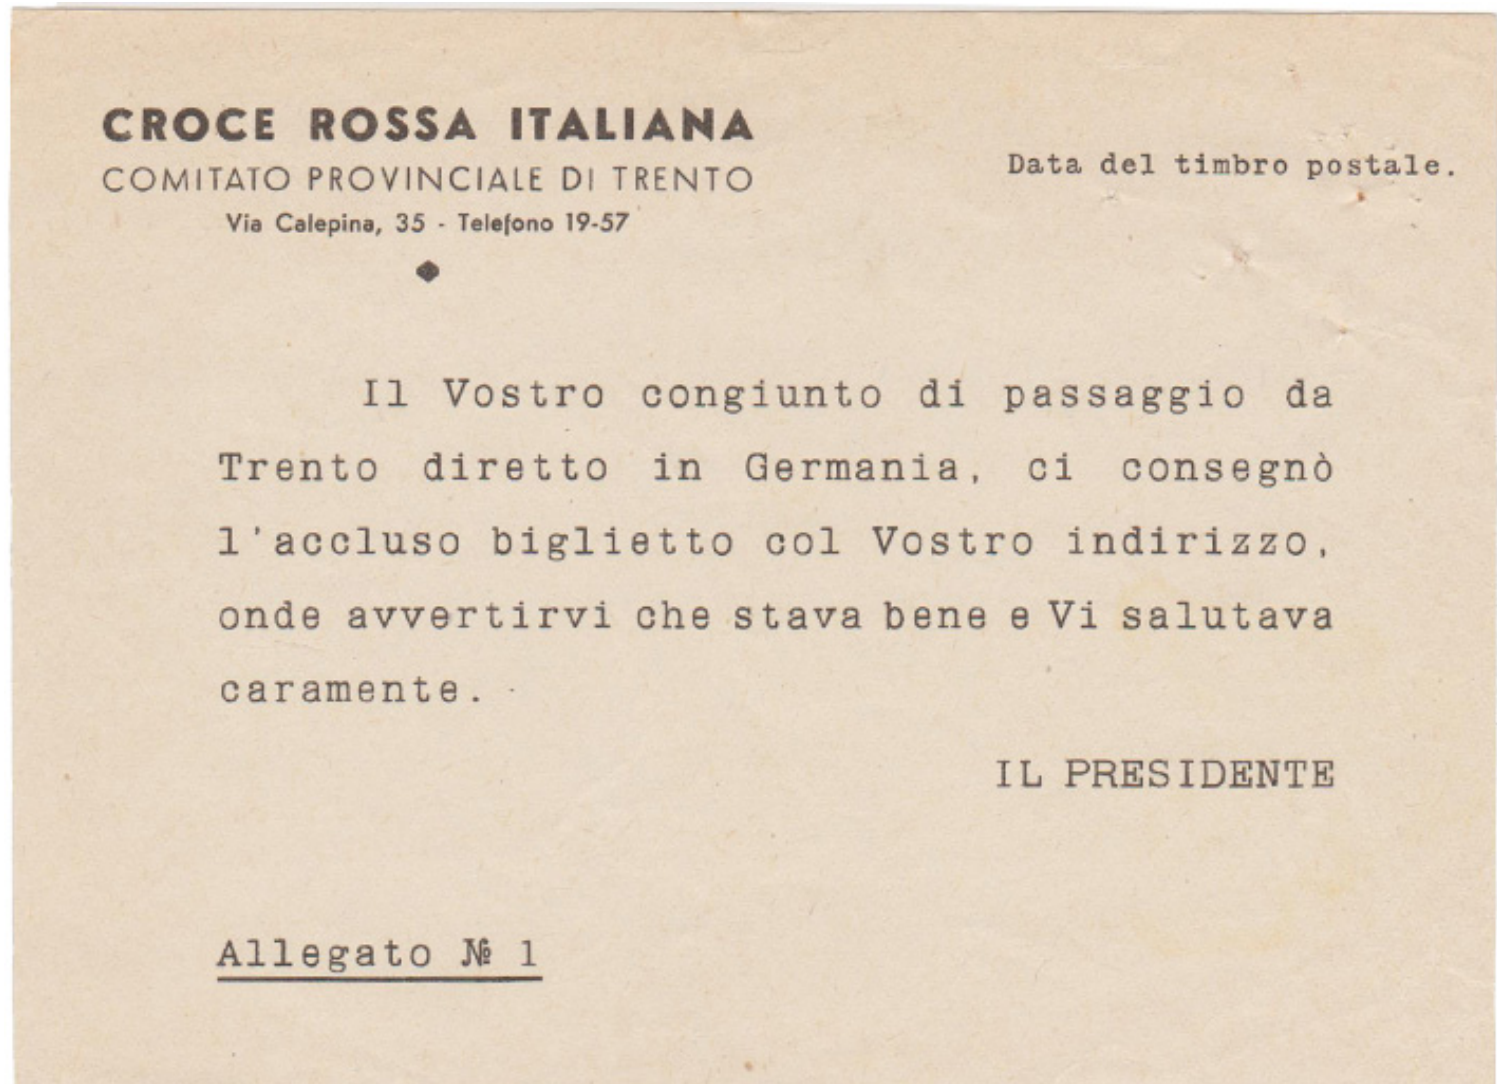 CROCE ROSSA ITALIANA
COMITATO PROVINCIALE DI TRENTO
Via Calepina, 35 - Telefono 19-57
Data del timbro postale.
Il Vostro congiunto di passaggio da
Trento diretto in Germania, ci consegnò
l'accluso biglietto col Vostro indirizzo,
onde avvertirvi che stava bene e Vi salutava
caramente.
IL PRESIDENTE
Allegato № 1